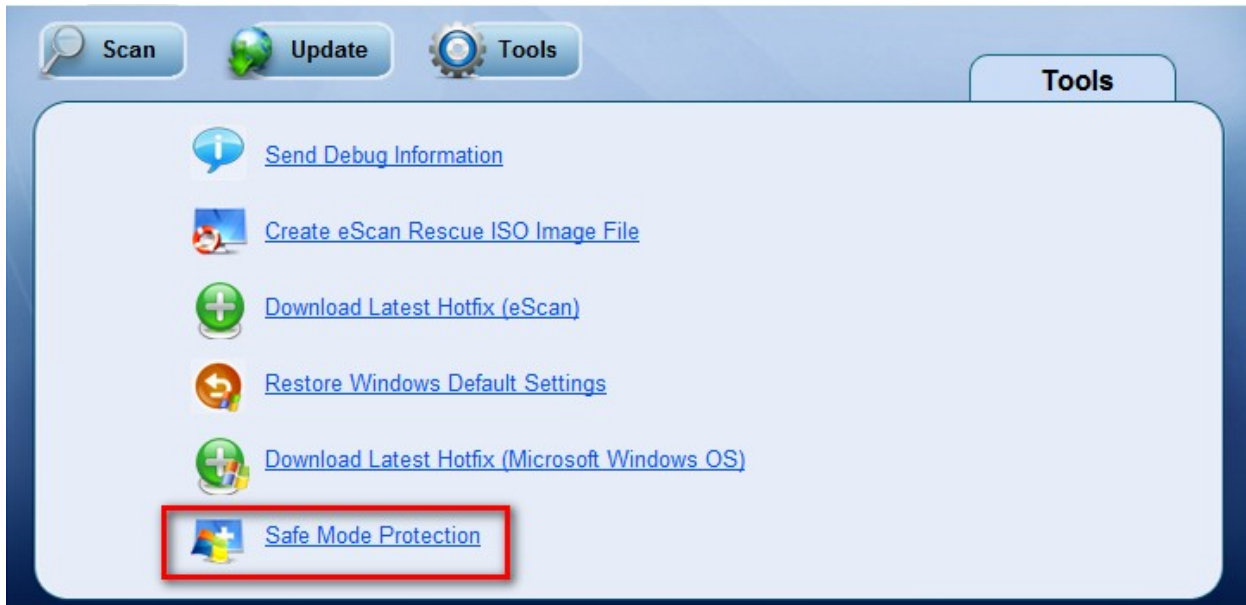 Scan Update Tools
Tools
Send Debug Information
Create eScan Rescue ISO Image File
Download Latest Hotfix (eScan)
Restore Windows Default Settings
Download Latest Hotfix (Microsoft Windows OS)
Safe Mode Protection